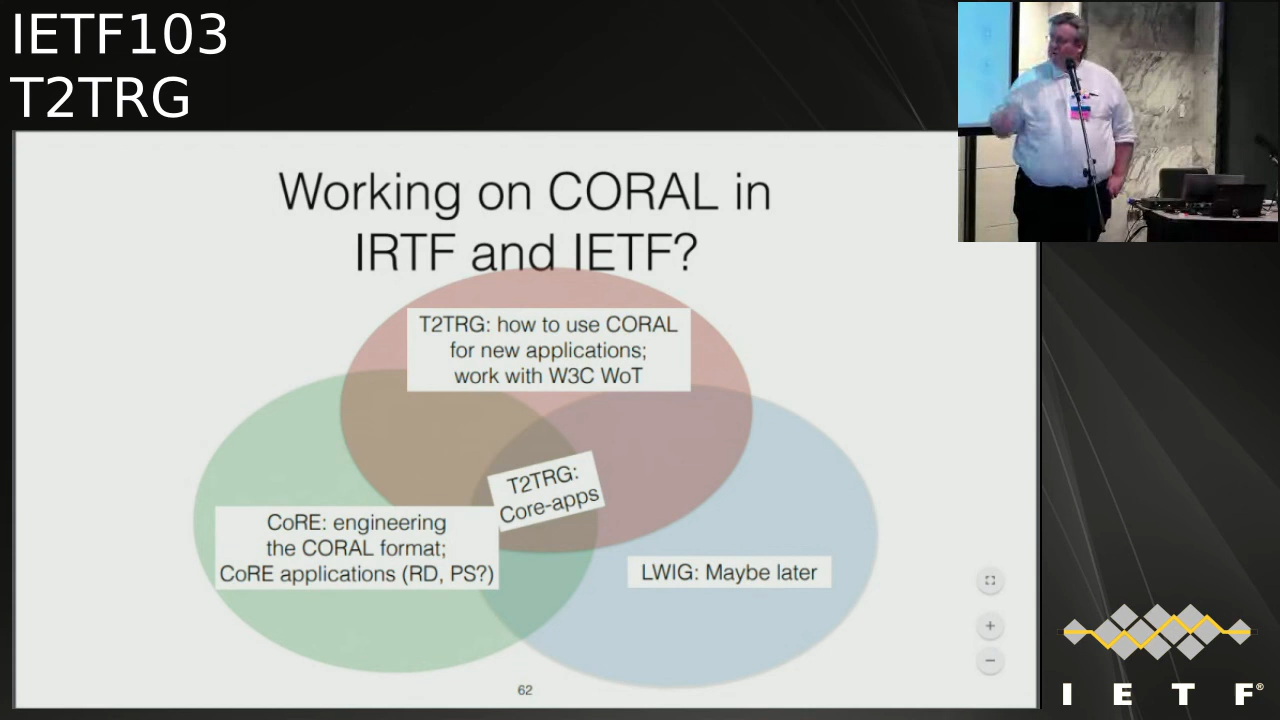 IETF103
T2TRG
Working on CORAL in
IRTF and IETF?
T2TRG: how to use CORAL
for new applications;
work with W3C WoT
T2TRG:
Core-apps
CoRE: engineering
the CORAL format;
CoRE applications (RD, PS?)
LWIG: Maybe later
62
I E T F®